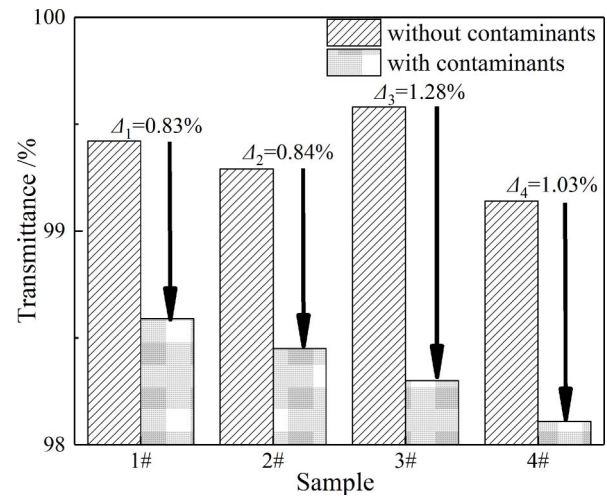 100
without contaminants
with contaminants
Δ₃=1.28%
Δ₁=0.83%
Δ₂=0.84%
Δ₄=1.03%
99
Transmittance /%
98
1#
2#
3#
4#
Sample